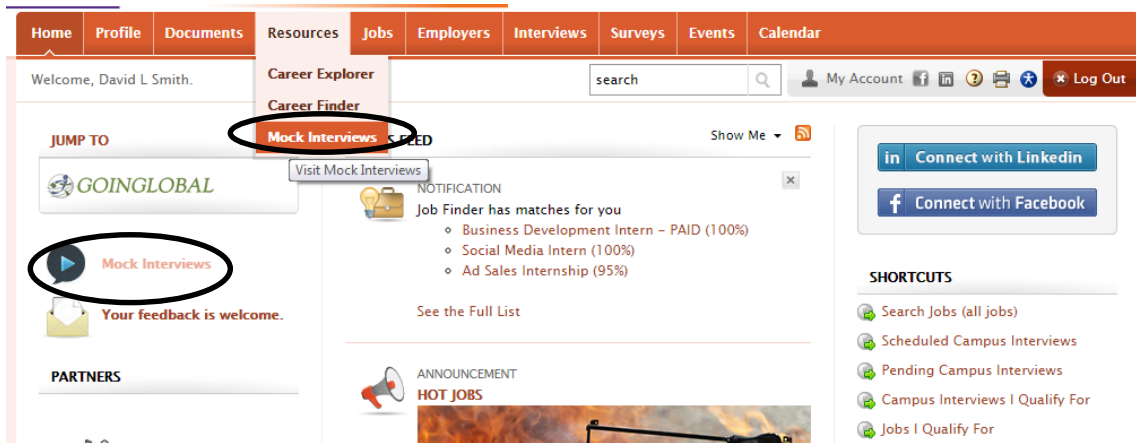 Home Profile Documents Resources Jobs Employers Interviews Surveys Events Calendar
Welcome, David L Smith.
Career Explorer
Career Finder
Mock Interviews
Visit Mock Interviews
search
My Account
Log Out
JUMP TO
GOINGLOBAL
Mock Interviews
Your feedback is welcome.
PARTNERS
FEED
Show Me
NOTIFICATION
Job Finder has matches for you
Business Development Intern – PAID (100%)
Social Media Intern (100%)
Ad Sales Internship (95%)
See the Full List
ANNOUNCEMENT
HOT JOBS
in Connect with Linkedin
f Connect with Facebook
SHORTCUTS
Search Jobs (all jobs)
Scheduled Campus Interviews
Pending Campus Interviews
Campus Interviews I Qualify For
Jobs I Qualify For